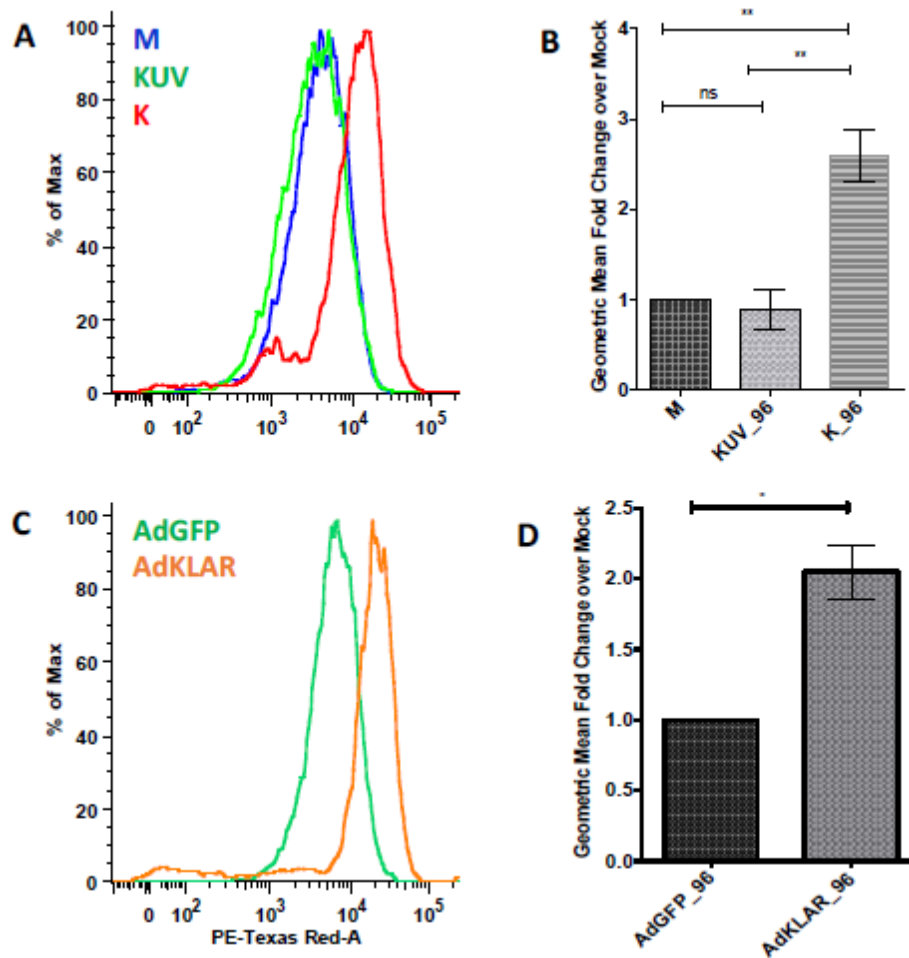 A
M
KUV
K
% of Max
100
80
60
40
20
0
0 10² 10³ 10⁴ 10⁵
B
Geometric Mean Fold Change over Mock
4
3
2
1
0
**
**
ns
M
KUV_96
K_96
C
AdGFP
AdKLAR
% of Max
100
80
60
40
20
0
0 10² 10³ 10⁴ 10⁵
PE-Texas Red-A
D
Geometric Mean Fold Change over Mock
2.5
2.0
1.5
1.0
0.5
0.0
*
AdGFP_96
AdKLAR_96